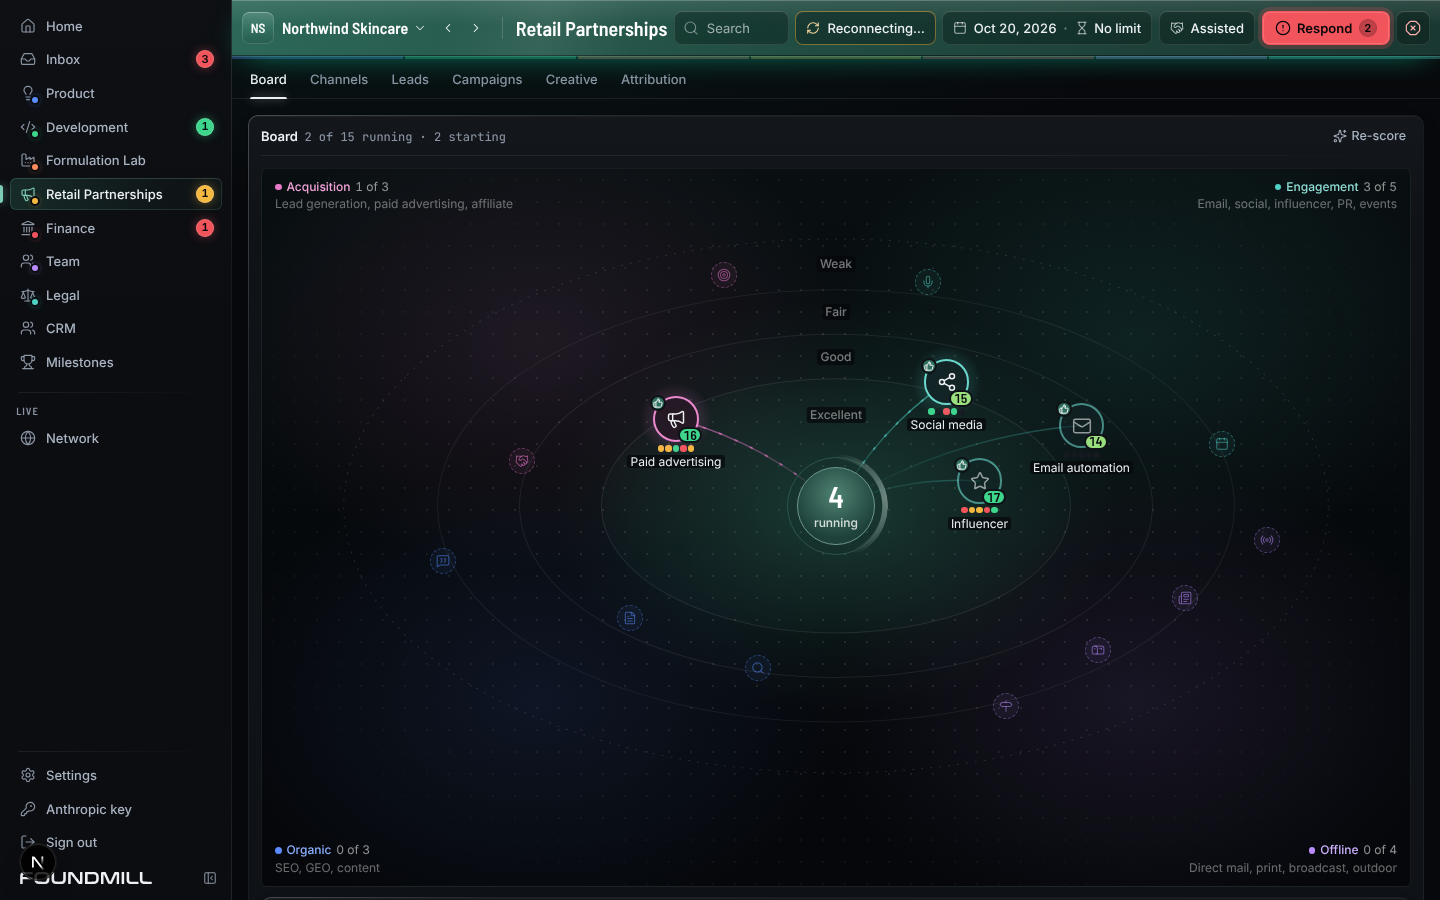 Home
Inbox 3
Product
Development 1
Formulation Lab
Retail Partnerships 1
Finance 1
Team
Legal
CRM
Milestones
LIVE
Network
Settings
Anthropic key
Sign out
N
FOUNDMILL
NS Northwind Skincare
Retail Partnerships
Search
Reconnecting...
Oct 20, 2026 · No limit
Assisted
Respond 2
Board Channels Leads Campaigns Creative Attribution
Board 2 of 15 running · 2 starting
Re-score
Acquisition 1 of 3
Lead generation, paid advertising, affiliate
Engagement 3 of 5
Email, social, influencer, PR, events
Weak
Fair
Good
Excellent
15
Social media
16
Paid advertising
14
Email automation
17
Influencer
4
running
Organic 0 of 3
SEO, GEO, content
Offline 0 of 4
Direct mail, print, broadcast, outdoor